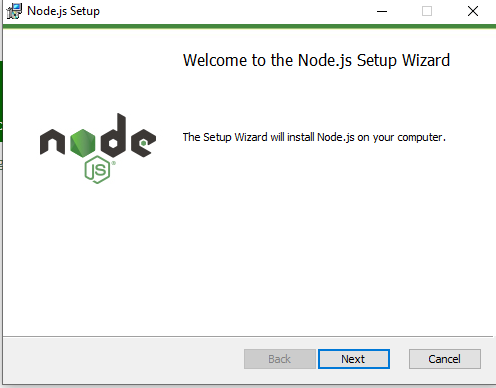 Node.js Setup
Welcome to the Node.js Setup Wizard
The Setup Wizard will install Node.js on your computer.
node
JS
®
Back
Next
Cancel